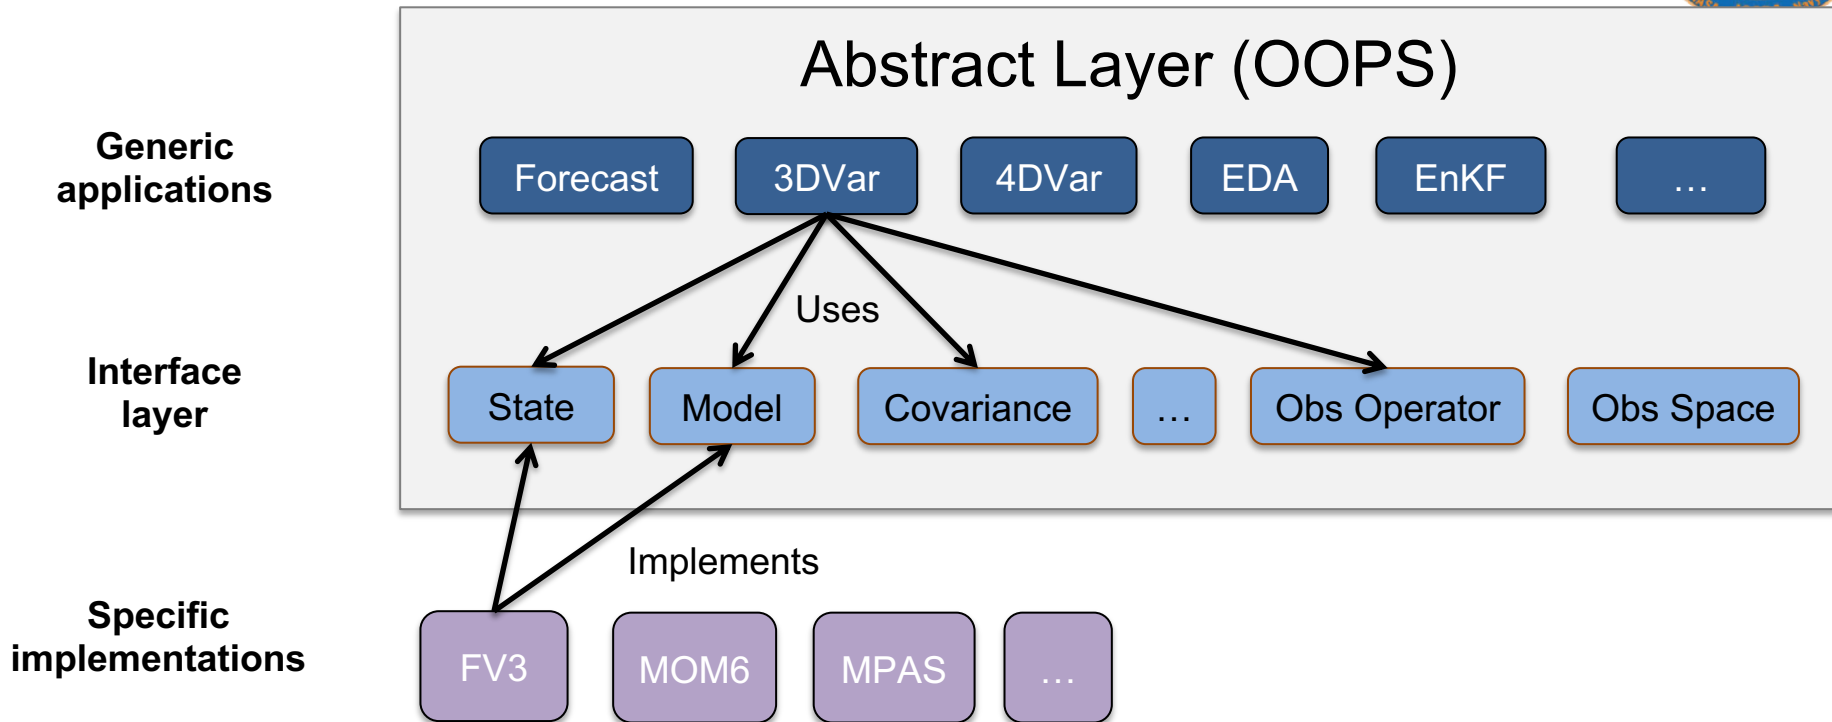 Abstract Layer (OOPS)
Generic
applications
Forecast
3DVar
4DVar
EDA
EnKF
…
Uses
Interface
layer
State
Model
Covariance
…
Obs Operator
Obs Space
Implements
Specific
implementations
FV3
MOM6
MPAS
…